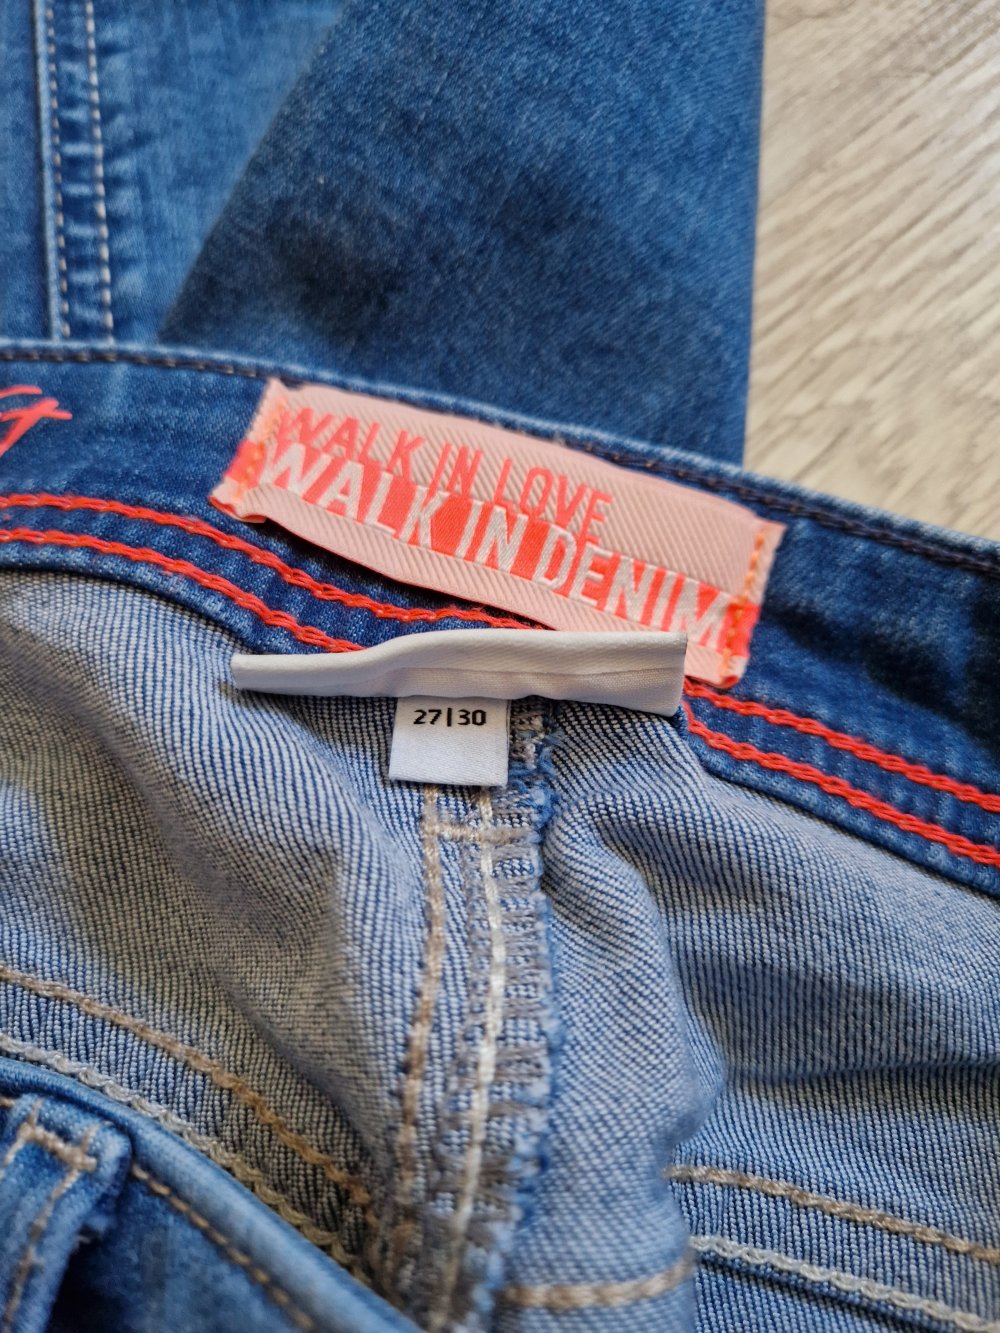 WALK IN LOVE
WALK IN DENIM
27|30